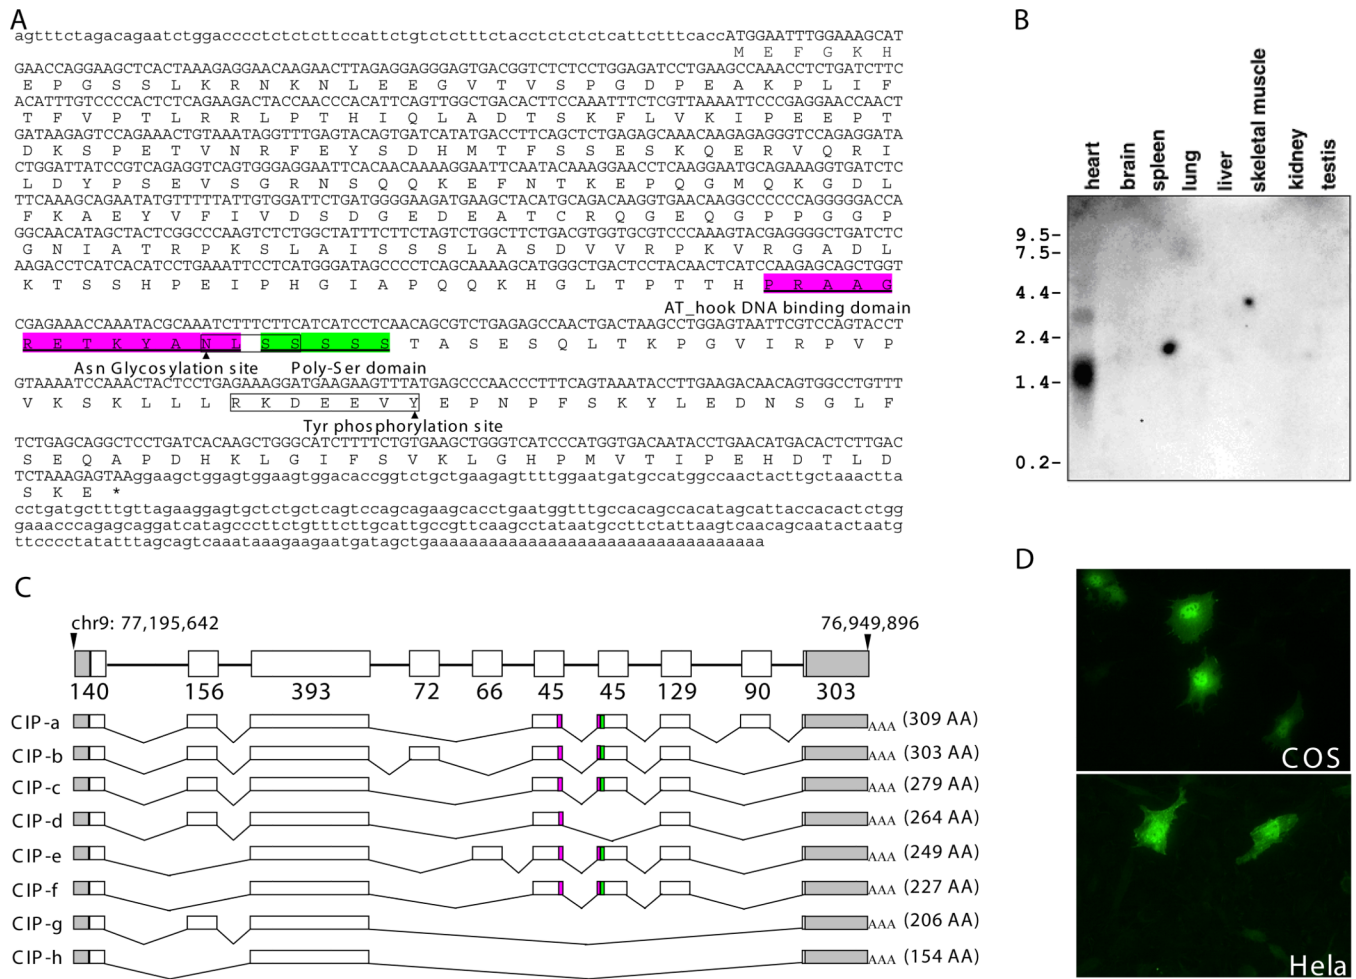 A
agtttctagacagaatctggacccctctctcttccattctgtctctttctacctctctctcattctttcaccATGGAATTTGGAAAGCAT
M E F G K H
GAACCAGGAAGCTCACTAAAGAGGAACAAGAACTTAGAGGAGGGAGTGACGGTCTCTCCTGGAGATCCTGAAGCCAAACCTCTGATCTTC
E P G S S L K R N K N L E E G V T V S P G D P E A K P L I F
ACATTTGTCCCCACTCTCAGAAGACTACCAACCCACATTCAGTTGGCTGACACTTCCAAATTTCTCGTTAAAATTCCCGAGGAACCAACT
T F V P T L R R L P T H I Q L A D T S K F L V K I P E E P T
GATAAGAGTCCAGAAACTGTAAATAGGTTTGAGTACAGTGATCATATGACCTTCAGCTCTGAGAGCAAACAAGAGAGGGTCCAGAGGATA
D K S P E T V N R F E Y S D H M T F S S E S K Q E R V Q R I
CTGGATTATCCGTCAGAGGTCAGTGGGAGGAATTCACAACAAAAGGAATTCAATACAAAGGAACCTCAAGGAATGCAGAAAGGTGATCTC
L D Y P S E V S G R N S Q Q K E F N T K E P Q G M Q K G D L
TTCAAAGCAGAATATGTTTTTATTGTGGATTCTGATGGGGAAGATGAAGCTACATGCAGACAAGGTGAACAAGGCCCCCCAGGGGGACCA
F K A E Y V F I V D S D G E D E A T C R Q G E Q G P P G G P
GGCAACATAGCTACTCGGCCCAAGTCTCTGGCTATTTCTTCTAGTCTGGCTTCTGACGTGGTGCGTCCCAAAGTACGAGGGGCTGATCTC
G N I A T R P K S L A I S S S L A S D V V R P K V R G A D L
AAGACCTCATCACATCCTGAAATTCCTCATGGGATAGCCCCTCAGCAAAAGCATGGGCTGACTCCTACAACTCATCCAAGAGCAGCTGGT
K T S S H P E I P H G I A P Q Q K H G L T P T T H P R A A G
AT_hook DNA binding domain
CGAGAAACCAAATACGCAAATCTTTCTTCATCATCCTCAACAGCGTCTGAGAGCCAACTGACTAAGCCTGGAGTAATTCGTCCAGTACCT
R E T K Y A N L S S S S S T A S E S Q L T K P G V I R P V P
Asn Glycosylation site Poly-Ser domain
GTAAAATCCAAACTACTCCTGAGAAAGGATGAAGAAGTTTATGAGCCCAACCCTTTCAGTAAATACCTTGAAGACAACAGTGGCCTGTTT
V K S K L L L R K D E E V Y E P N P F S K Y L E D N S G L F
Tyr phosphorylation site
TCTGAGCAGGCTCCTGATCACAAGCTGGGCATCTTTTCTGTGAAGCTGGGTCATCCCATGGTGACAATACCTGAACATGACACTCTTGAC
S E Q A P D H K L G I F S V K L G H P M V T I P E H D T L D
TCTAAAGAGTAAggaagctggagtggaagtggacaccggtctgctgaagagttttggaatgatgccatggccaactacttgctaaactta
S K E *
cctgatgctttgttagaaggagtgctctgctcagtccagcagaagcacctgaatggtttgccacagccacatagcattaccacactctgg
gaaacccagagcaggatcatagcccttctgtttcttgcattgccgttcaagcctataatgccttctattaagtcaacagcaatactaatg
ttcccctatatttagcagtcaaataaagaagaatgatagctgaaaaaaaaaaaaaaaaaaaaaaaaaaaaaaaaa
B
heart
brain
spleen
lung
liver
skeletal muscle
kidney
testis
9.5-
7.5-
4.4-
2.4-
1.4-
0.2-
C
chr9: 77,195,642 76,949,896
140 156 393 72 66 45 45 129 90 303
CIP-a AAA (309 AA)
CIP-b AAA (303 AA)
CIP-c AAA (279 AA)
CIP-d AAA (264 AA)
CIP-e AAA (249 AA)
CIP-f AAA (227 AA)
CIP-g AAA (206 AA)
CIP-h AAA (154 AA)
D
COS
Hela